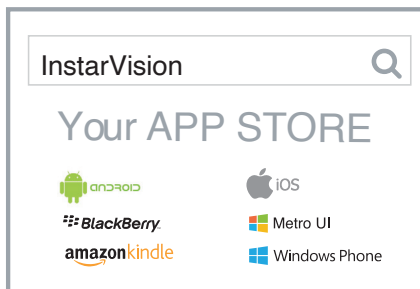 InstarVision
Your APP STORE
android
iOS
BlackBerry.
Metro UI
amazonkindle
Windows Phone